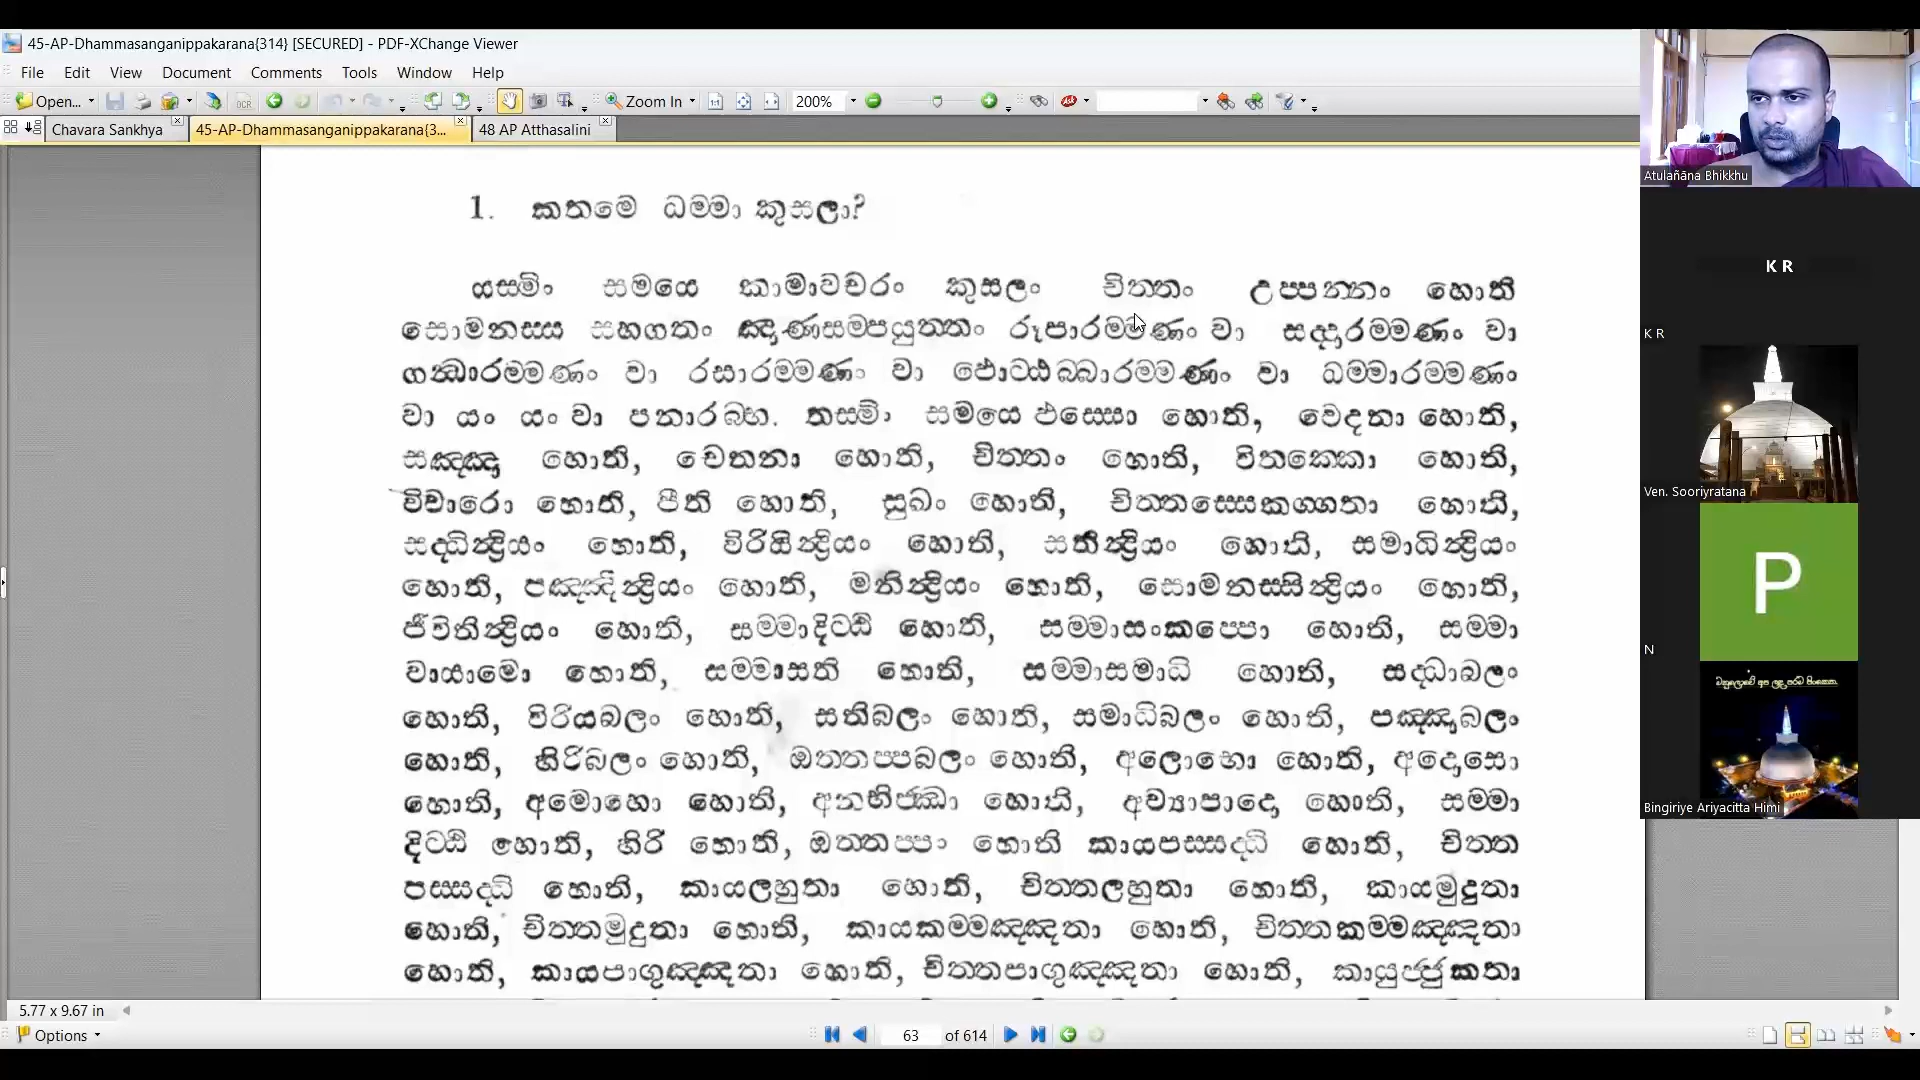 45-AP-Dhammasanganippakarana{314} [SECURED] - PDF-XChange Viewer
File Edit View Document Comments Tools Window Help
Open... OCR Zoom In 200%
Chavara Sankhya 45-AP-Dhammasanganippakarana{3... 48 AP Atthasalini
1. කතමෙ ධම්මා කුසලා?
යස්මිං සමයෙ කාමාවචරං කුසලං චිත්තං උප්පන්නං හොති
සොමනස්ස සහගතං ඤාණසම්පයුත්තං රූපාරම්මණං වා සද්දාරම්මණං වා
ගන්ධාරම්මණං වා රසාරම්මණං වා ඵොට්ඨබ්බාරම්මණං වා ධම්මාරම්මණං
වා යං යං වා පනාරබ්භ. තස්මිං සමයෙ ඵස්සො හොති, වෙදනා හොති,
සඤ්ඤා හොති, චෙතනා හොති, චිත්තං හොති, විතක්කො හොති,
විචාරො හොති, පීති හොති, සුඛං හොති, චිත්තස්සෙකග්ගතා හොති,
සද්ධින්ද්‍රියං හොති, විරියින්ද්‍රියං හොති, සතින්ද්‍රියං හොති, සමාධින්ද්‍රියං
හොති, පඤ්ඤින්ද්‍රියං හොති, මනින්ද්‍රියං හොති, සොමනස්සින්ද්‍රියං හොති,
ජීවිතින්ද්‍රියං හොති, සම්මාදිට්ඨි හොති, සම්මාසංකප්පො හොති, සම්මා
වායාමො හොති, සම්මාසති හොති, සම්මාසමාධි හොති, සද්ධාබලං
හොති, විරියබලං හොති, සතිබලං හොති, සමාධිබලං හොති, පඤ්ඤාබලං
හොති, හිරිබලං හොති, ඔත්තප්පබලං හොති, අලොභො හොති, අදොසො
හොති, අමොහො හොති, අනභිජ්ඣා හොති, අව්‍යාපාදො හොති, සම්මා
දිට්ඨි හොති, හිරි හොති, ඔත්තප්පං හොති කායපස්සද්ධි හොති, චිත්ත
පස්සද්ධි හොති, කායලහුතා හොති, චිත්තලහුතා හොති, කායමුදුතා
හොති, චිත්තමුදුතා හොති, කායකම්මඤ්ඤතා හොති, චිත්තකම්මඤ්ඤතා
හොති, කායපාගුඤ්ඤතා හොති, චිත්තපාගුඤ්ඤතා හොති, කායුජ්ජුකතා
5.77 x 9.67 in
Options 63 of 614
Atulañāna Bhikkhu
K R
K R
Ven. Sooriyratana
P
N
Bingiriye Ariyacitta Himi